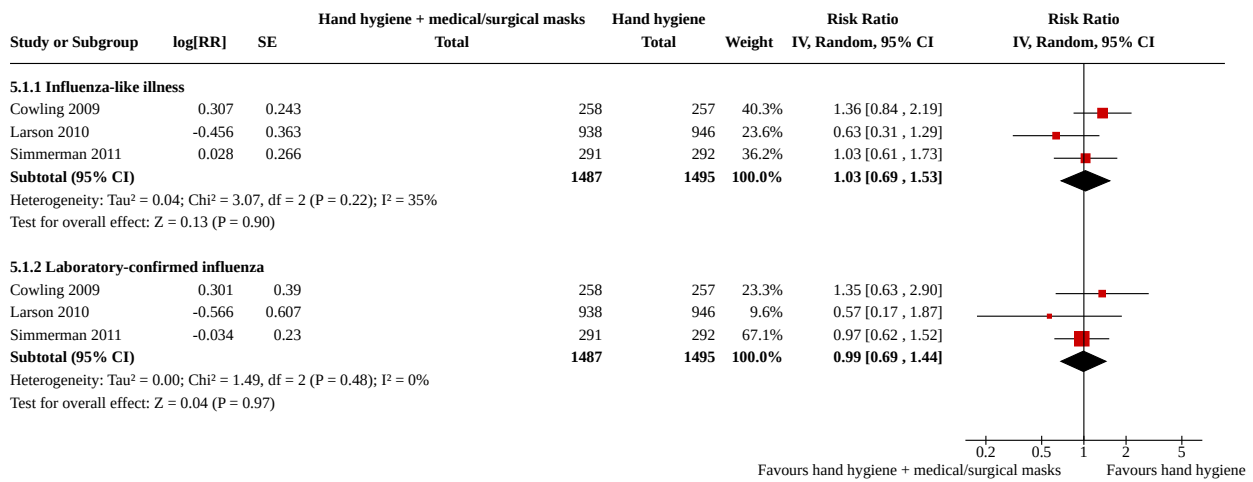 Hand hygiene + medical/surgical masks Hand hygiene Risk Ratio Risk Ratio
Study or Subgroup log[RR] SE Total Total Weight IV, Random, 95% CI IV, Random, 95% CI
5.1.1 Influenza-like illness
Cowling 2009 0.307 0.243 258 257 40.3% 1.36 [0.84 , 2.19]
Larson 2010 -0.456 0.363 938 946 23.6% 0.63 [0.31 , 1.29]
Simmerman 2011 0.028 0.266 291 292 36.2% 1.03 [0.61 , 1.73]
Subtotal (95% CI) 1487 1495 100.0% 1.03 [0.69 , 1.53]
Heterogeneity: Tau² = 0.04; Chi² = 3.07, df = 2 (P = 0.22); I² = 35%
Test for overall effect: Z = 0.13 (P = 0.90)
5.1.2 Laboratory-confirmed influenza
Cowling 2009 0.301 0.39 258 257 23.3% 1.35 [0.63 , 2.90]
Larson 2010 -0.566 0.607 938 946 9.6% 0.57 [0.17 , 1.87]
Simmerman 2011 -0.034 0.23 291 292 67.1% 0.97 [0.62 , 1.52]
Subtotal (95% CI) 1487 1495 100.0% 0.99 [0.69 , 1.44]
Heterogeneity: Tau² = 0.00; Chi² = 1.49, df = 2 (P = 0.48); I² = 0%
Test for overall effect: Z = 0.04 (P = 0.97)
0.2 0.5 1 2 5
Favours hand hygiene + medical/surgical masks Favours hand hygiene